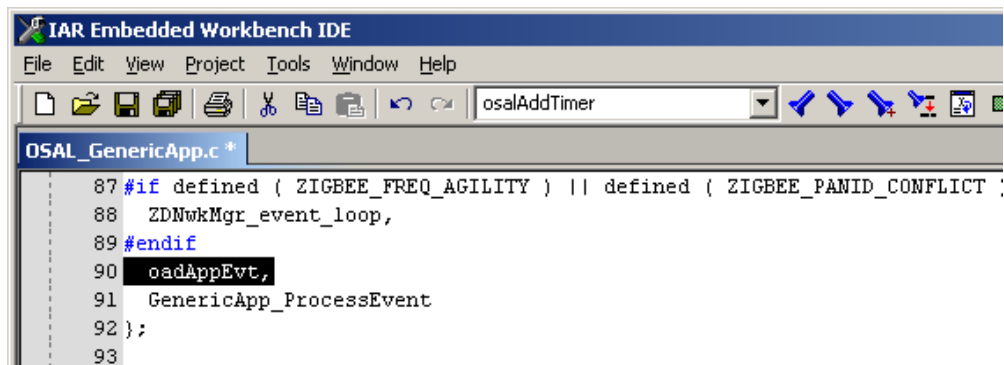 IAR Embedded Workbench IDE
File Edit View Project Tools Window Help
osalAddTimer
OSAL_GenericApp.c *
87 #if defined ( ZIGBEE_FREQ_AGILITY ) || defined ( ZIGBEE_PANID_CONFLICT )
88 ZDNwkMgr_event_loop,
89 #endif
90 oadAppEvt,
91 GenericApp_ProcessEvent
92 };
93